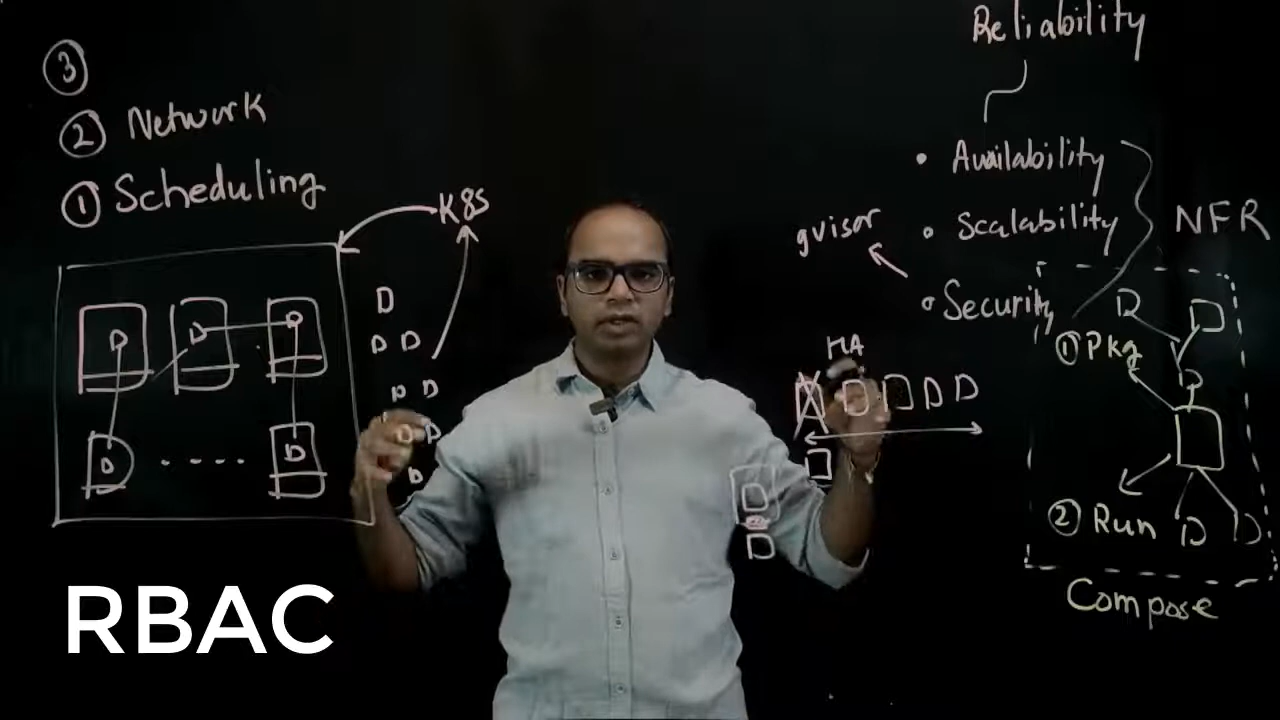 ③
② Network
① Scheduling
K8s
D
D D
D D
D D
D
D D D
D D
RBAC
Reliability
• Availability
• Scalability
• Security
NFR
gvisor
HA
D D D D
D
D
① Pkg
D
② Run D D
Compose